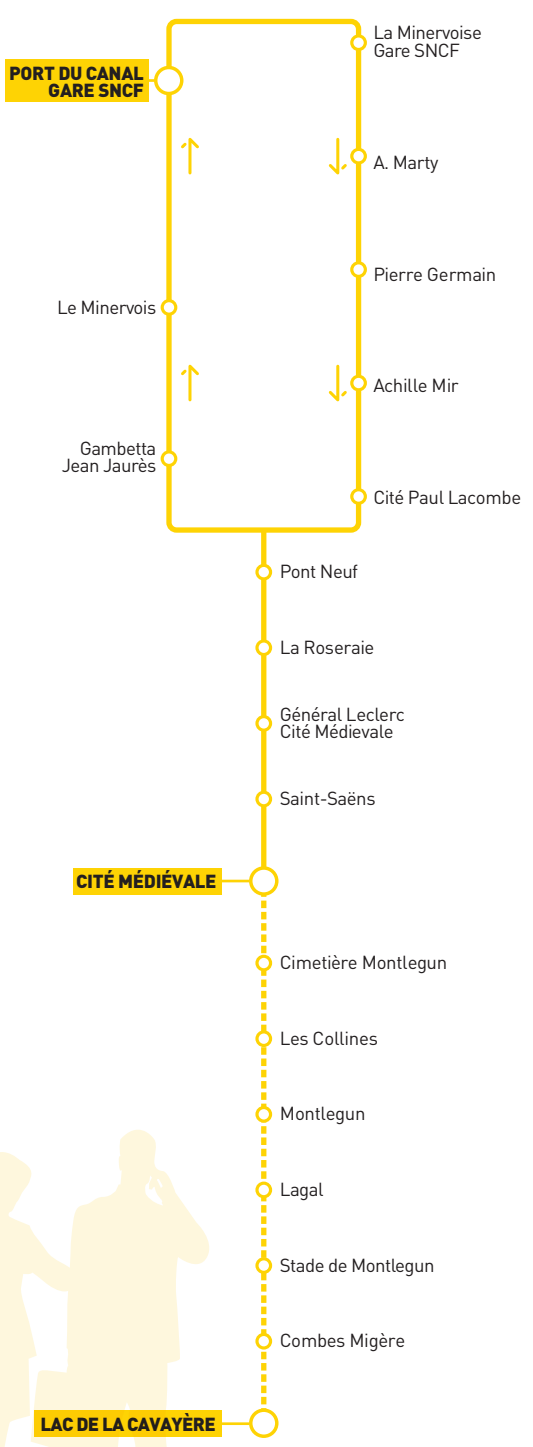 La Minervoise
Gare SNCF
PORT DU CANAL
GARE SNCF
A. Marty
Pierre Germain
Le Minervois
Achille Mir
Gambetta
Jean Jaurès
Cité Paul Lacombe
Pont Neuf
La Roseraie
Général Leclerc
Cité Médievale
Saint-Saëns
CITÉ MÉDIÉVALE
Cimetière Montlegun
Les Collines
Montlegun
Lagal
Stade de Montlegun
Combes Migère
LAC DE LA CAVAYÈRE